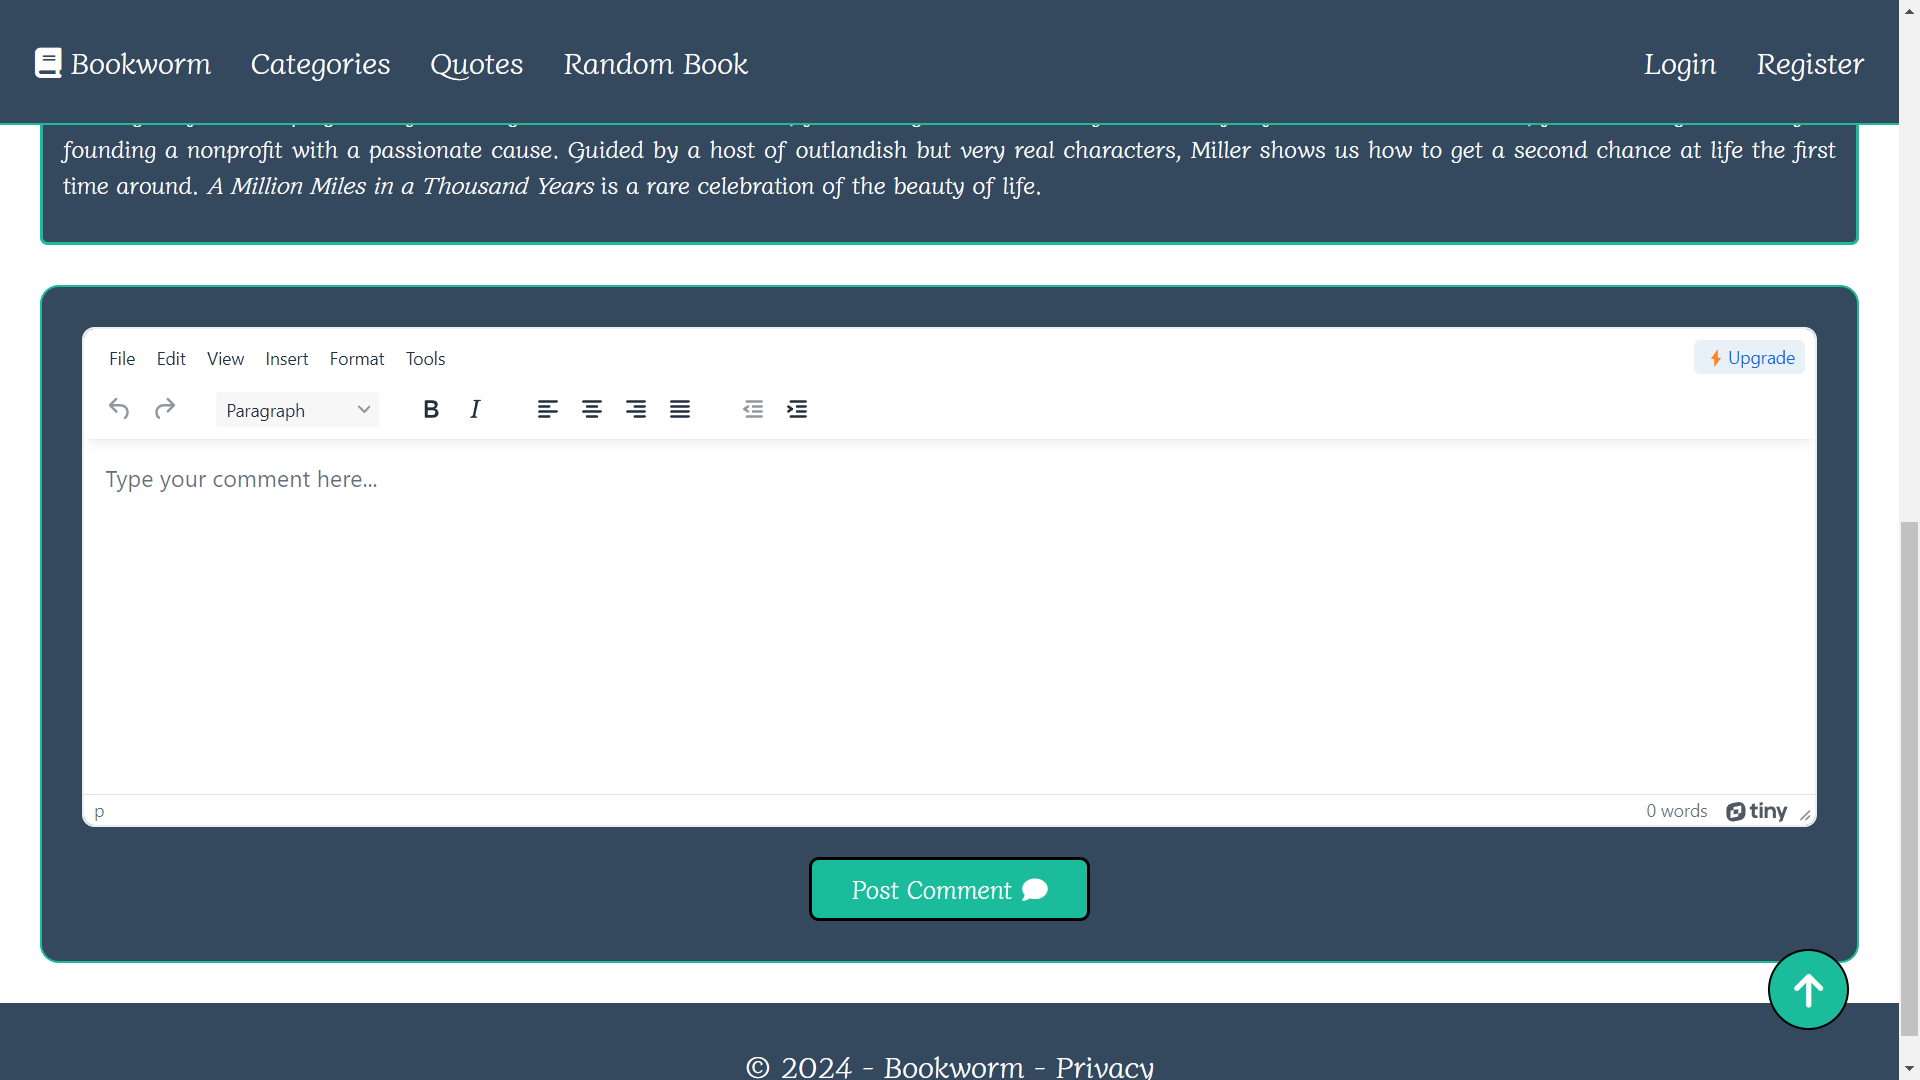 Bookworm Categories Quotes Random Book Login Register
founding a nonprofit with a passionate cause. Guided by a host of outlandish but very real characters, Miller shows us how to get a second chance at life the first
time around. A Million Miles in a Thousand Years is a rare celebration of the beauty of life.
File Edit View Insert Format Tools Upgrade
Paragraph B I
Type your comment here...
p 0 words tiny
Post Comment
© 2024 - Bookworm - Privacy